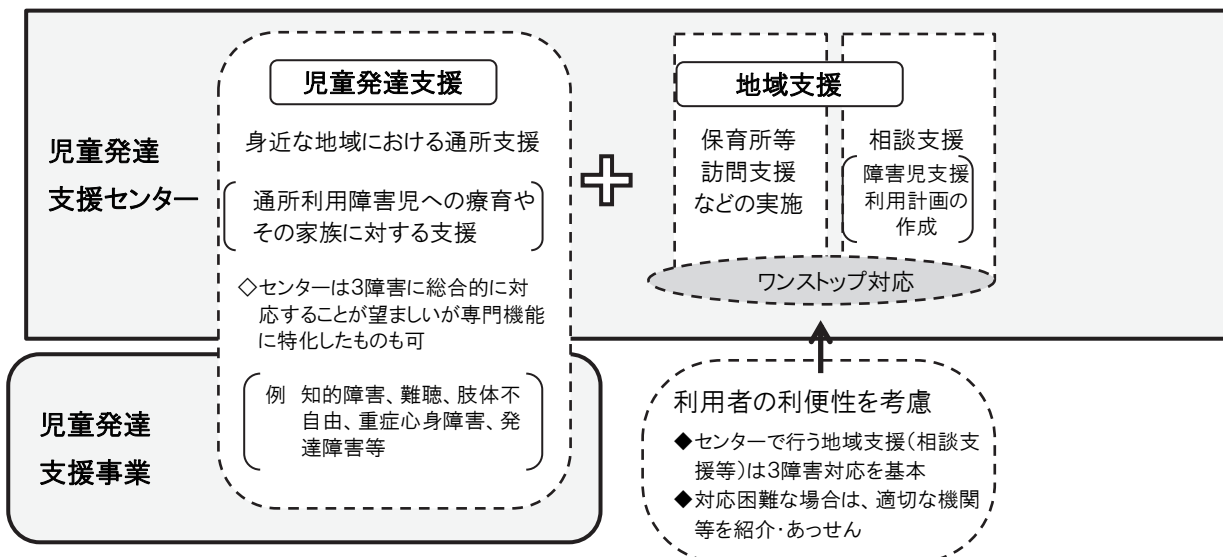 児童発達
支援センター
児童発達支援
身近な地域における通所支援
通所利用障害児への療育や
その家族に対する支援
◇センターは3障害に総合的に対
応することが望ましいが専門機能
に特化したものも可
例 知的障害、難聴、肢体不
自由、重症心身障害、発
達障害等
地域支援
保育所等
訪問支援
などの実施
相談支援
障害児支援
利用計画の
作成
ワンストップ対応
児童発達
支援事業
利用者の利便性を考慮
◆センターで行う地域支援(相談支
援等)は3障害対応を基本
◆対応困難な場合は、適切な機関
等を紹介・あっせん